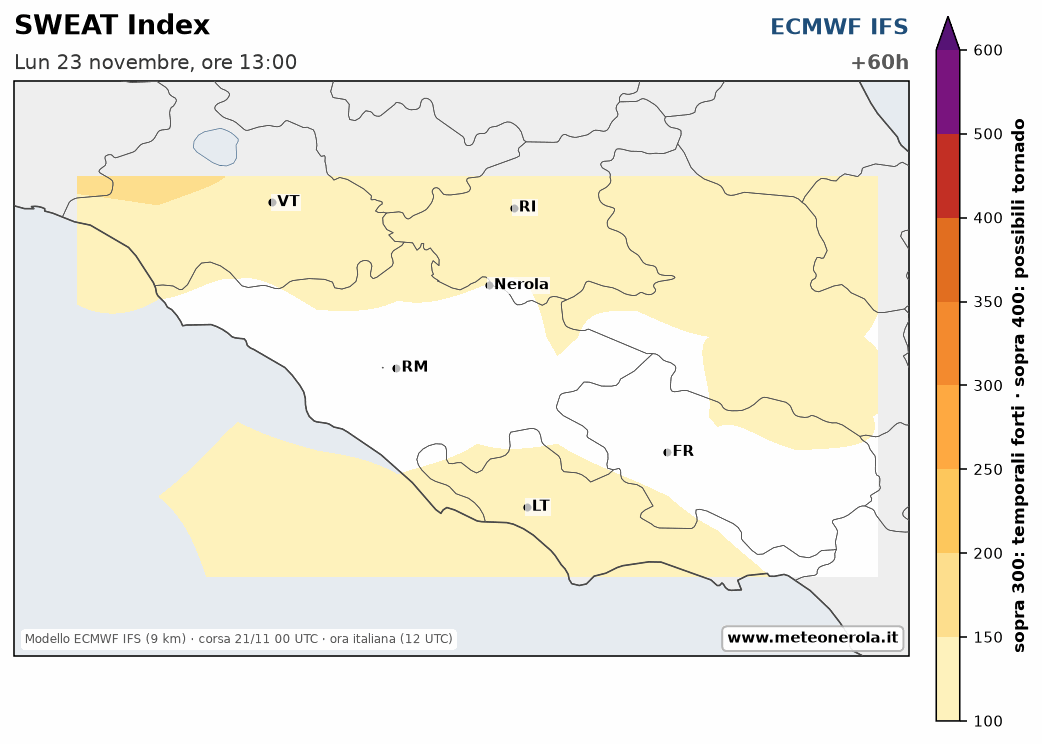 SWEAT Index
ECMWF IFS
Lun 23 novembre, ore 13:00
+60h
600
500
400
350
300
250
200
150
100
sopra 300: temporali forti · sopra 400: possibili tornado
VT
RI
Nerola
RM
FR
LT
Modello ECMWF IFS (9 km) · corsa 21/11 00 UTC · ora italiana (12 UTC)
www.meteonerola.it